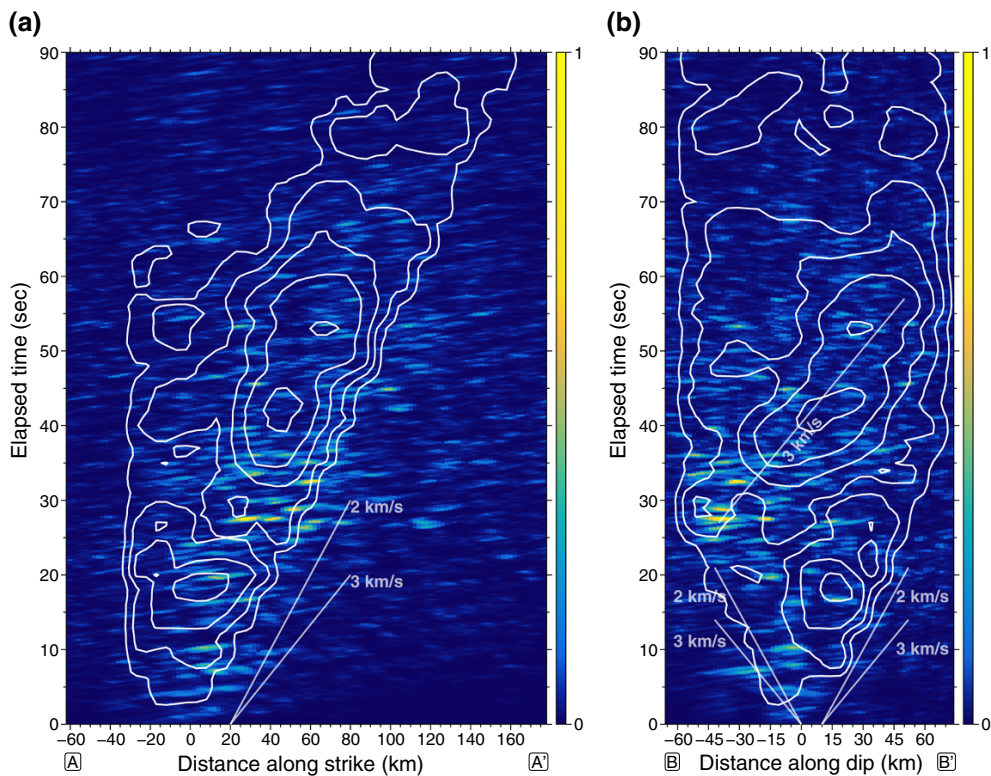 (a)
(b)
90
80
70
60
50
40
30
20
10
0
Elapsed time (sec)
−60 −40 −20 0 20 40 60 80 100 120 140 160
A Distance along strike (km) A'
2 km/s
3 km/s
1
0
90
80
70
60
50
40
30
20
10
0
Elapsed time (sec)
−60 −45 −30 −15 0 15 30 45 60
B Distance along dip (km) B'
3 km/s
2 km/s
2 km/s
3 km/s
3 km/s
1
0